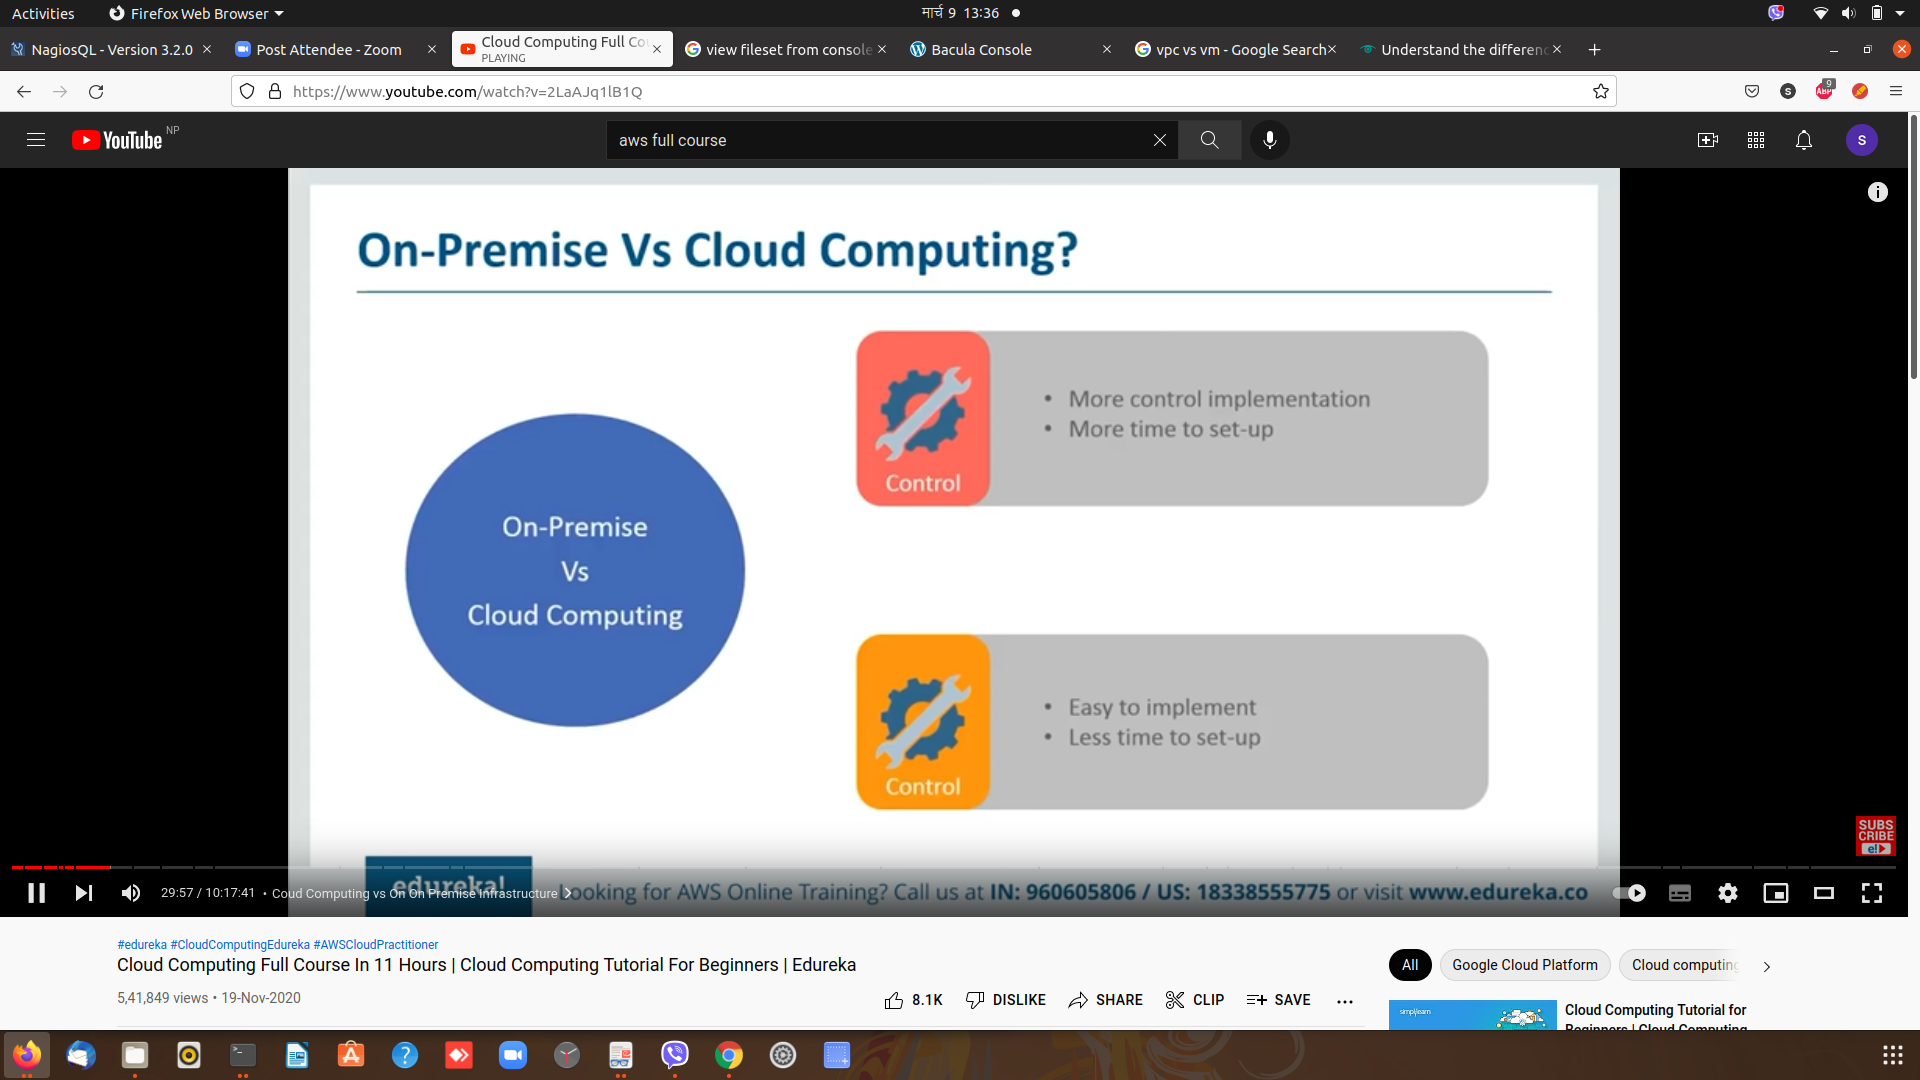 Activities
Firefox Web Browser
मार्च 9 13:36
NagiosQL - Version 3.2.0
Post Attendee - Zoom
Cloud Computing Full Co
PLAYING
view fileset from console
Bacula Console
vpc vs vm - Google Search
Understand the differenc
https://www.youtube.com/watch?v=2LaAJq1lB1Q
S
ABP
9
YouTube
NP
aws full course
S
On-Premise Vs Cloud Computing?
• More control implementation
• More time to set-up
Control
On-Premise
Vs
Cloud Computing
• Easy to implement
• Less time to set-up
Control
SUBS
CRIBE
e!
edureka!
29:57 / 10:17:41 • Coud Computing vs On On Premise Infrastructure
Looking for AWS Online Training? Call us at IN: 960605806 / US: 18338555775 or visit www.edureka.co
#edureka #CloudComputingEdureka #AWSCloudPractitioner
Cloud Computing Full Course In 11 Hours | Cloud Computing Tutorial For Beginners | Edureka
5,41,849 views • 19-Nov-2020
8.1K
DISLIKE
SHARE
CLIP
SAVE
All
Google Cloud Platform
Cloud computing
simplilearn
Cloud Computing Tutorial for
Beginners | Cloud Computing